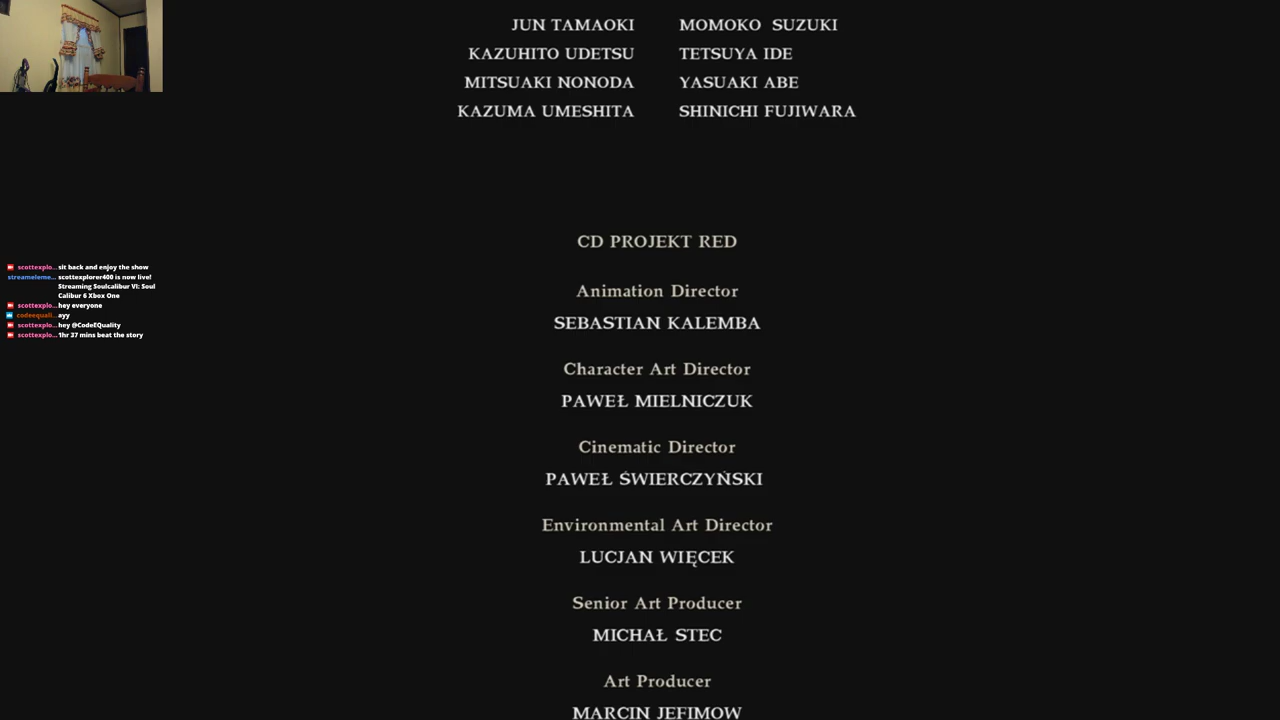 JUN TAMAOKI MOMOKO SUZUKI
KAZUHITO UDETSU TETSUYA IDE
MITSUAKI NONODA YASUAKI ABE
KAZUMA UMESHITA SHINICHI FUJIWARA
CD PROJEKT RED
Animation Director
SEBASTIAN KALEMBA
Character Art Director
PAWEŁ MIELNICZUK
Cinematic Director
PAWEŁ ŚWIERCZYŃSKI
Environmental Art Director
LUCJAN WIĘCEK
Senior Art Producer
MICHAŁ STEC
Art Producer
MARCIN JEFIMOW
scottexplo... sit back and enjoy the show
streameleme... scottexplorer400 is now live!
Streaming Soulcalibur VI: Soul
Calibur 6 Xbox One
scottexplo... hey everyone
codeequali... ayy
scottexplo... hey @CodeEQuality
scottexplo... 1hr 37 mins beat the story